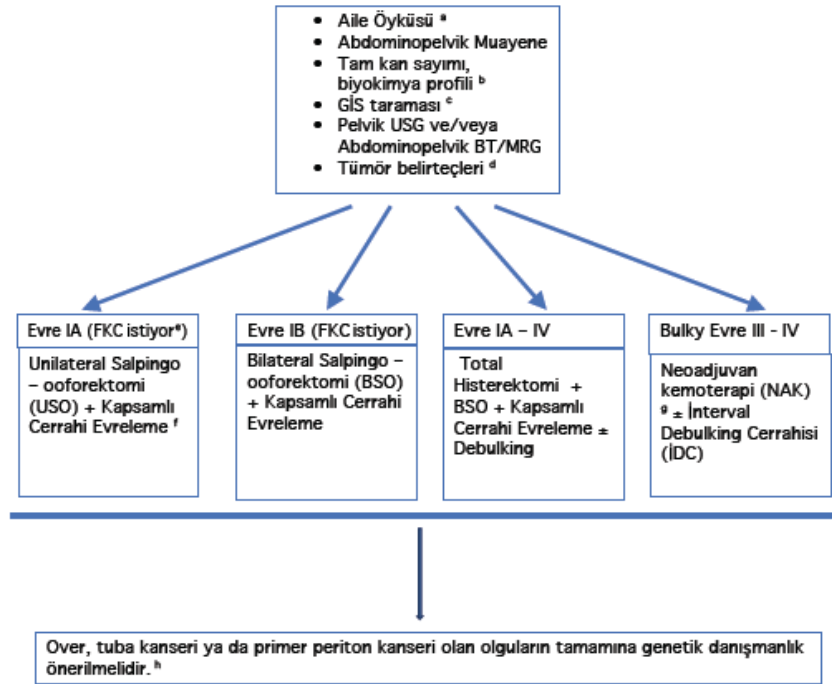 • Aile Öyküsü ᵃ
• Abdominopelvik Muayene
• Tam kan sayımı,
biyokimya profili ᵇ
• GİS taraması ᶜ
• Pelvik USG ve/veya
Abdominopelvik BT/MRG
• Tümör belirteçleri ᵈ
Evre IA (FKC istiyorᵉ)
Unilateral Salpingo
– ooforektomi
(USO) + Kapsamlı
Cerrahi Evreleme ᶠ
Evre IB (FKC istiyor)
Bilateral Salpingo –
ooforektomi (BSO)
+ Kapsamlı Cerrahi
Evreleme
Evre IA – IV
Total
Histerektomi +
BSO + Kapsamlı
Cerrahi Evreleme ±
Debulking
Bulky Evre III - IV
Neoadjuvan
kemoterapi (NAK)
ᵍ ± İnterval
Debulking Cerrahisi
(İDC)
Over, tuba kanseri ya da primer periton kanseri olan olguların tamamına genetik danışmanlık
önerilmelidir. ʰ